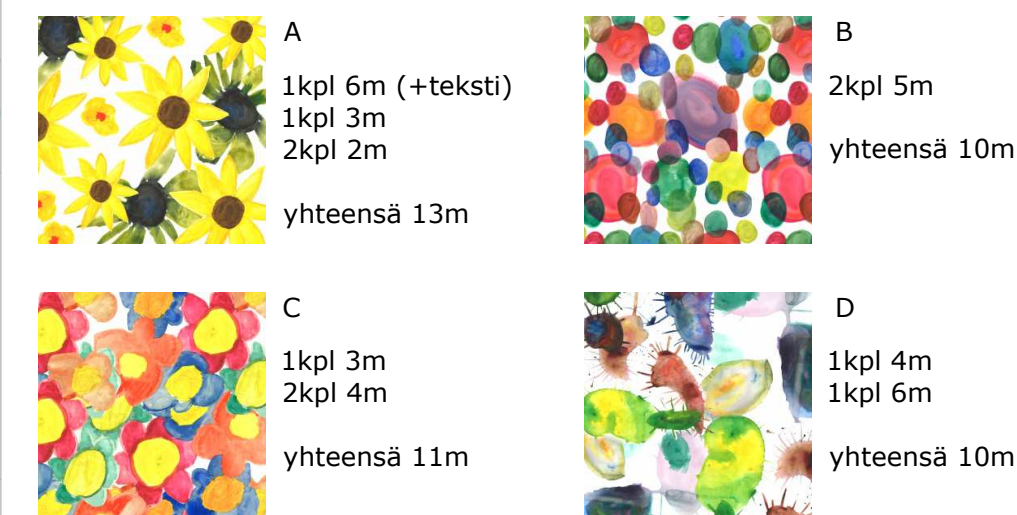 A
1kpl 6m (+teksti)
1kpl 3m
2kpl 2m
yhteensä 13m
B
2kpl 5m
yhteensä 10m
C
1kpl 3m
2kpl 4m
yhteensä 11m
D
1kpl 4m
1kpl 6m
yhteensä 10m